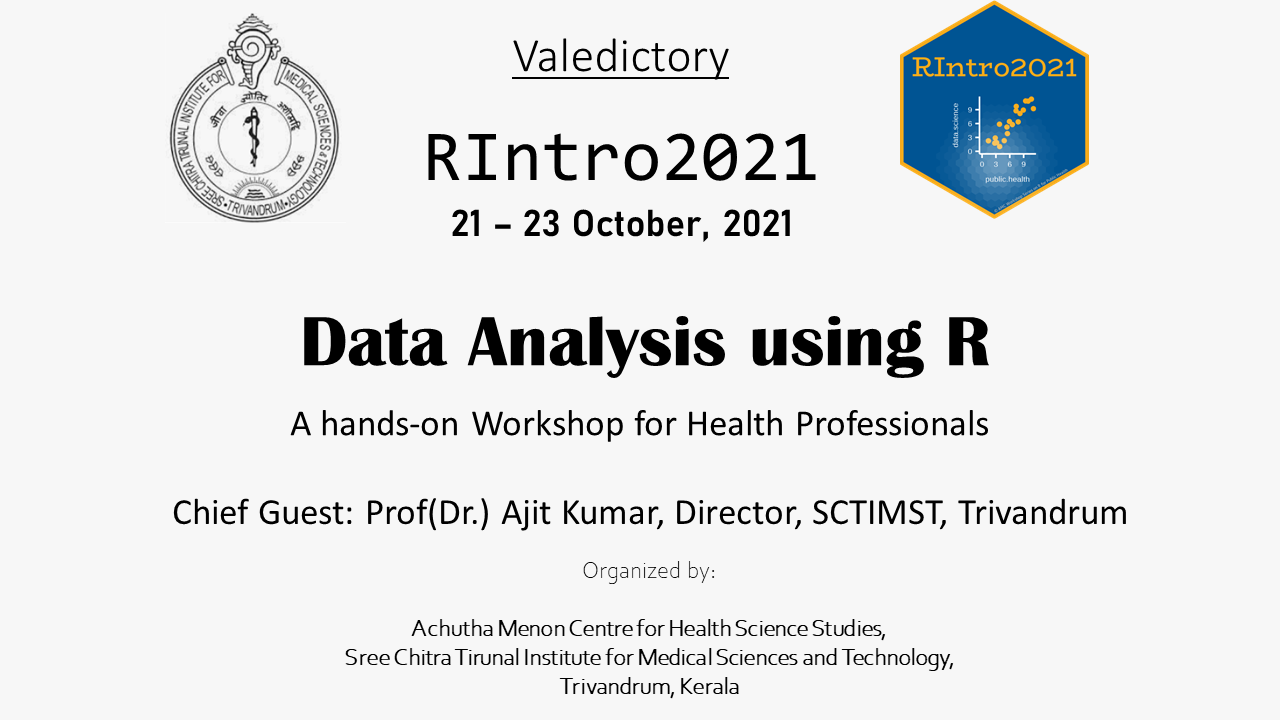 SREE CHITRA TIRUNAL INSTITUTE FOR MEDICAL SCIENCES & TECHNOLOGY
• TRIVANDRUM •
Valedictory
RIntro2021
21 – 23 October, 2021
RIntro2021
data.science
9
6
3
0
0 3 6 9
public.health
Data Analysis using R
A hands-on Workshop for Health Professionals
Chief Guest: Prof(Dr.) Ajit Kumar, Director, SCTIMST, Trivandrum
Organized by:
Achutha Menon Centre for Health Science Studies,
Sree Chitra Tirunal Institute for Medical Sciences and Technology,
Trivandrum, Kerala